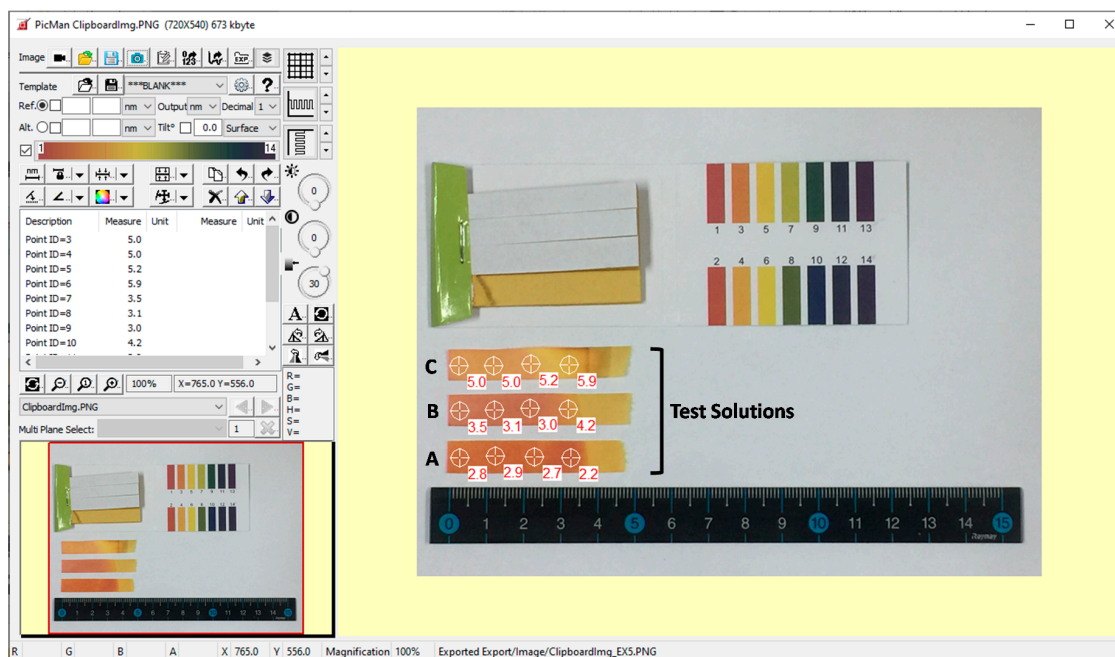 PicMan ClipboardImg.PNG (720X540) 673 kbyte
Image
EXP.
Template ***BLANK*** ?
Ref. nm Output nm Decimal 1
Alt. nm Tilt° 0.0 Surface
1 14
nm
0
0
30
Description Measure Unit Measure Unit
Point ID=3 5.0
Point ID=4 5.0
Point ID=5 5.2
Point ID=6 5.9
Point ID=7 3.5
Point ID=8 3.1
Point ID=9 3.0
Point ID=10 4.2
A
R=
G=
B=
H=
S=
V=
100% X=765.0 Y=556.0
ClipboardImg.PNG
Multi Plane Select: 1
1 3 5 7 9 11 13
2 4 6 8 10 12 14
C
5.0 5.0 5.2 5.9
B
3.5 3.1 3.0 4.2
Test Solutions
A
2.8 2.9 2.7 2.2
0 1 2 3 4 5 6 7 8 9 10 11 12 13 14 15
Raymay
R G B A X 765.0 Y 556.0 Magnification 100% Exported Export/Image/ClipboardImg_EX5.PNG